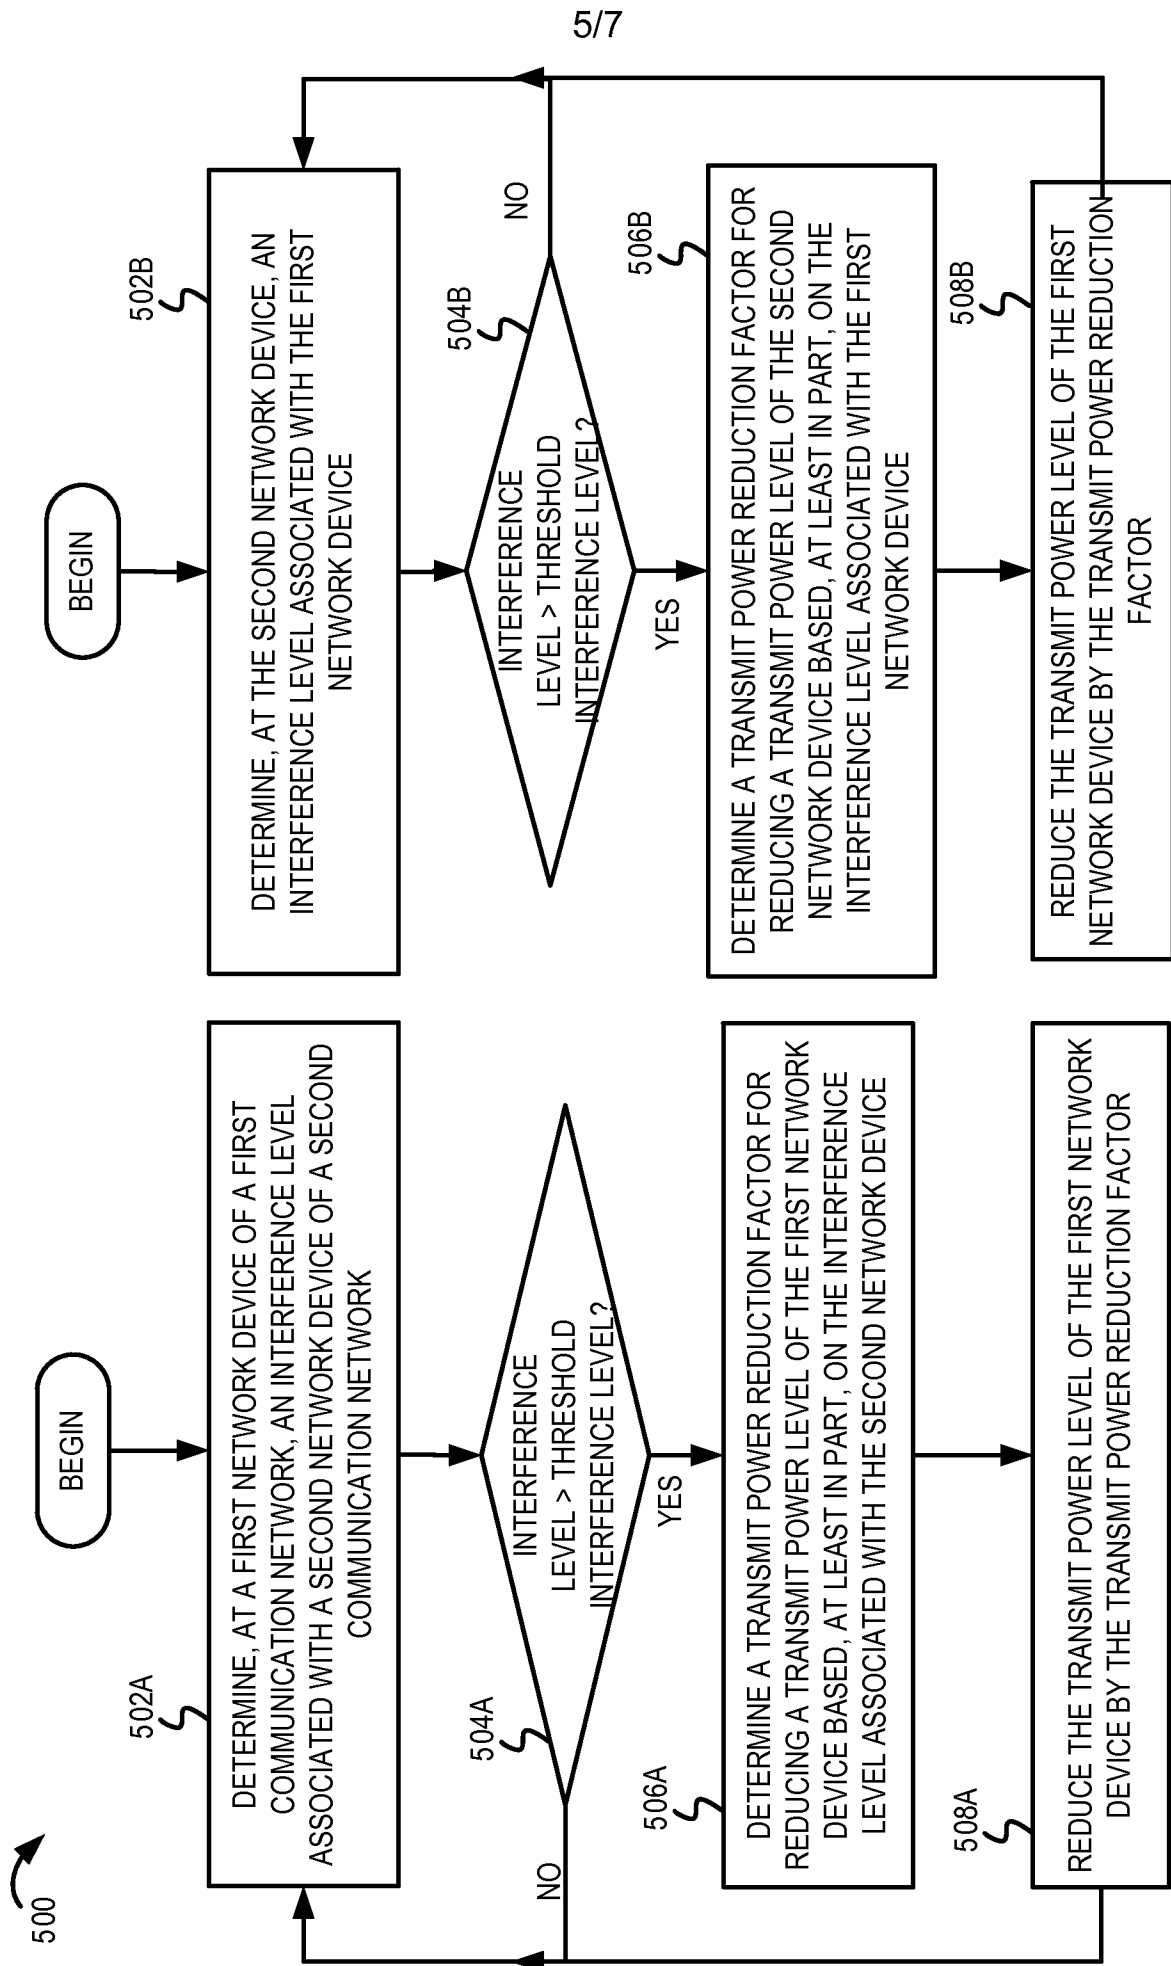 5/7
500
BEGIN
502A
DETERMINE, AT A FIRST NETWORK DEVICE OF A FIRST
COMMUNICATION NETWORK, AN INTERFERENCE LEVEL
ASSOCIATED WITH A SECOND NETWORK DEVICE OF A SECOND
COMMUNICATION NETWORK
504A
INTERFERENCE
LEVEL > THRESHOLD
INTERFERENCE LEVEL?
NO
YES
506A
DETERMINE A TRANSMIT POWER REDUCTION FACTOR FOR
REDUCING A TRANSMIT POWER LEVEL OF THE FIRST NETWORK
DEVICE BASED, AT LEAST IN PART, ON THE INTERFERENCE
LEVEL ASSOCIATED WITH THE SECOND NETWORK DEVICE
508A
REDUCE THE TRANSMIT POWER LEVEL OF THE FIRST NETWORK
DEVICE BY THE TRANSMIT POWER REDUCTION FACTOR
BEGIN
502B
DETERMINE, AT THE SECOND NETWORK DEVICE, AN
INTERFERENCE LEVEL ASSOCIATED WITH THE FIRST
NETWORK DEVICE
504B
INTERFERENCE
LEVEL > THRESHOLD
INTERFERENCE LEVEL?
NO
YES
506B
DETERMINE A TRANSMIT POWER REDUCTION FACTOR FOR
REDUCING A TRANSMIT POWER LEVEL OF THE SECOND
NETWORK DEVICE BASED, AT LEAST IN PART, ON THE
INTERFERENCE LEVEL ASSOCIATED WITH THE FIRST
NETWORK DEVICE
508B
REDUCE THE TRANSMIT POWER LEVEL OF THE FIRST
NETWORK DEVICE BY THE TRANSMIT POWER REDUCTION
FACTOR